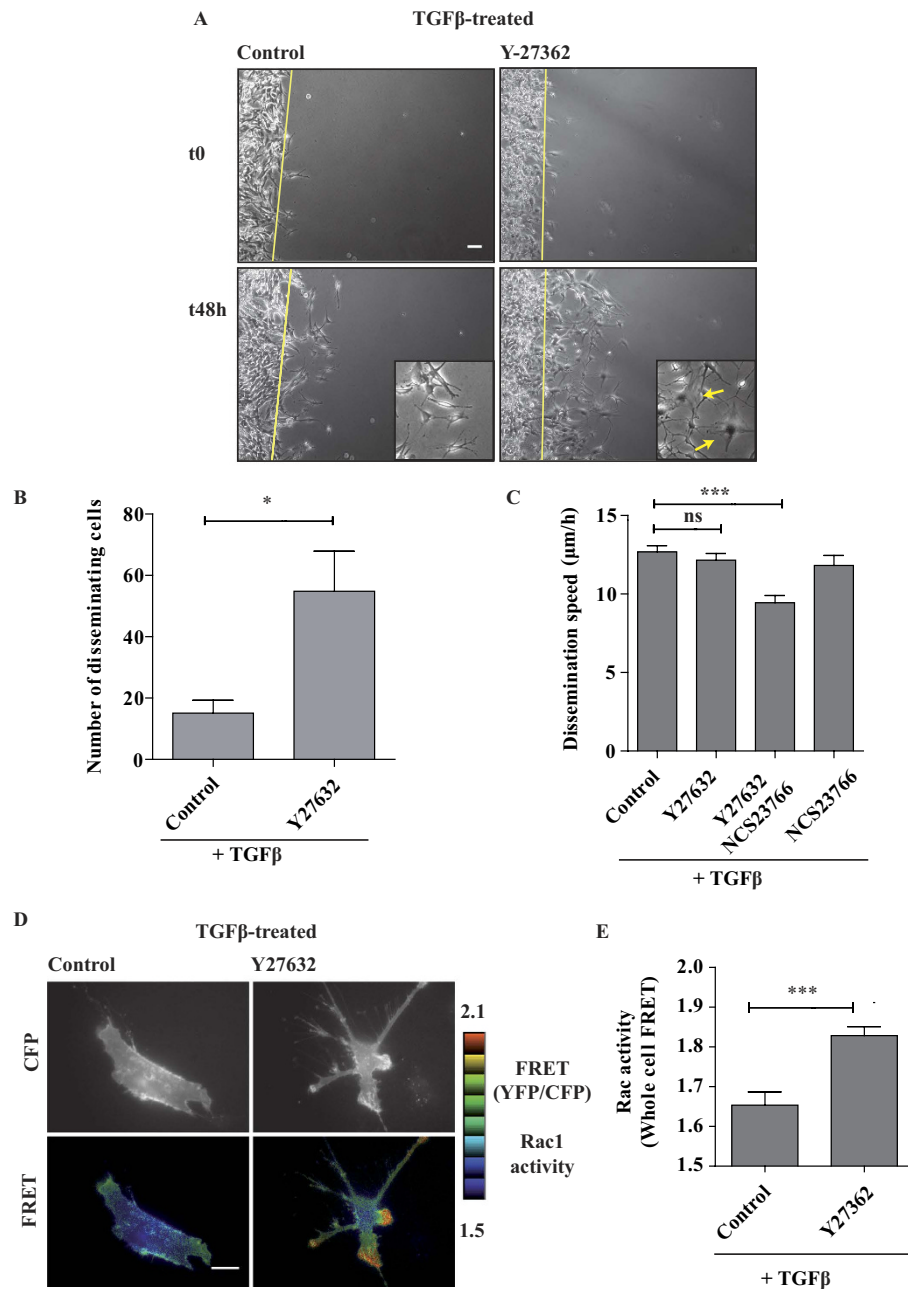 A
TGFβ-treated
Control
Y-27362
t0
t48h
B
Number of disseminating cells
80
60
40
20
0
*
Control
Y27632
+ TGFβ
C
Dissemination speed (μm/h)
15
10
5
0
***
ns
Control
Y27632
Y27632
NCS23766
NCS23766
+ TGFβ
D
TGFβ-treated
Control
Y27632
CFP
FRET
2.1
FRET
(YFP/CFP)
Rac1
activity
1.5
E
Rac activity
(Whole cell FRET)
2.0
1.9
1.8
1.7
1.6
1.5
***
Control
Y27362
+ TGFβ